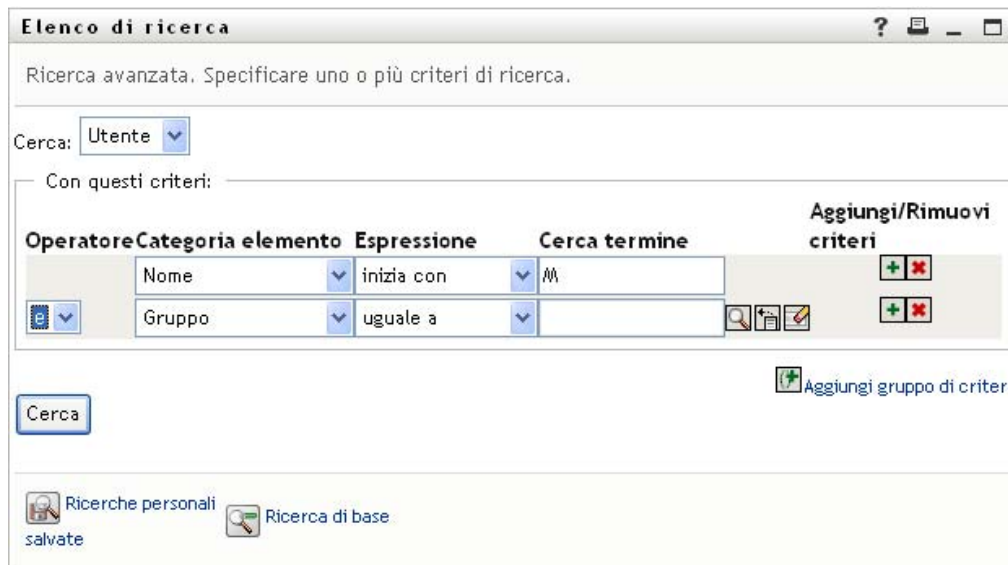 Elenco di ricerca
Ricerca avanzata. Specificare uno o più criteri di ricerca.
Cerca: Utente
Con questi criteri:
Operatore Categoria elemento Espressione Cerca termine Aggiungi/Rimuovi criteri
Nome inizia con M
e Gruppo uguale a
Aggiungi gruppo di criter
Cerca
Ricerche personali salvate
Ricerca di base